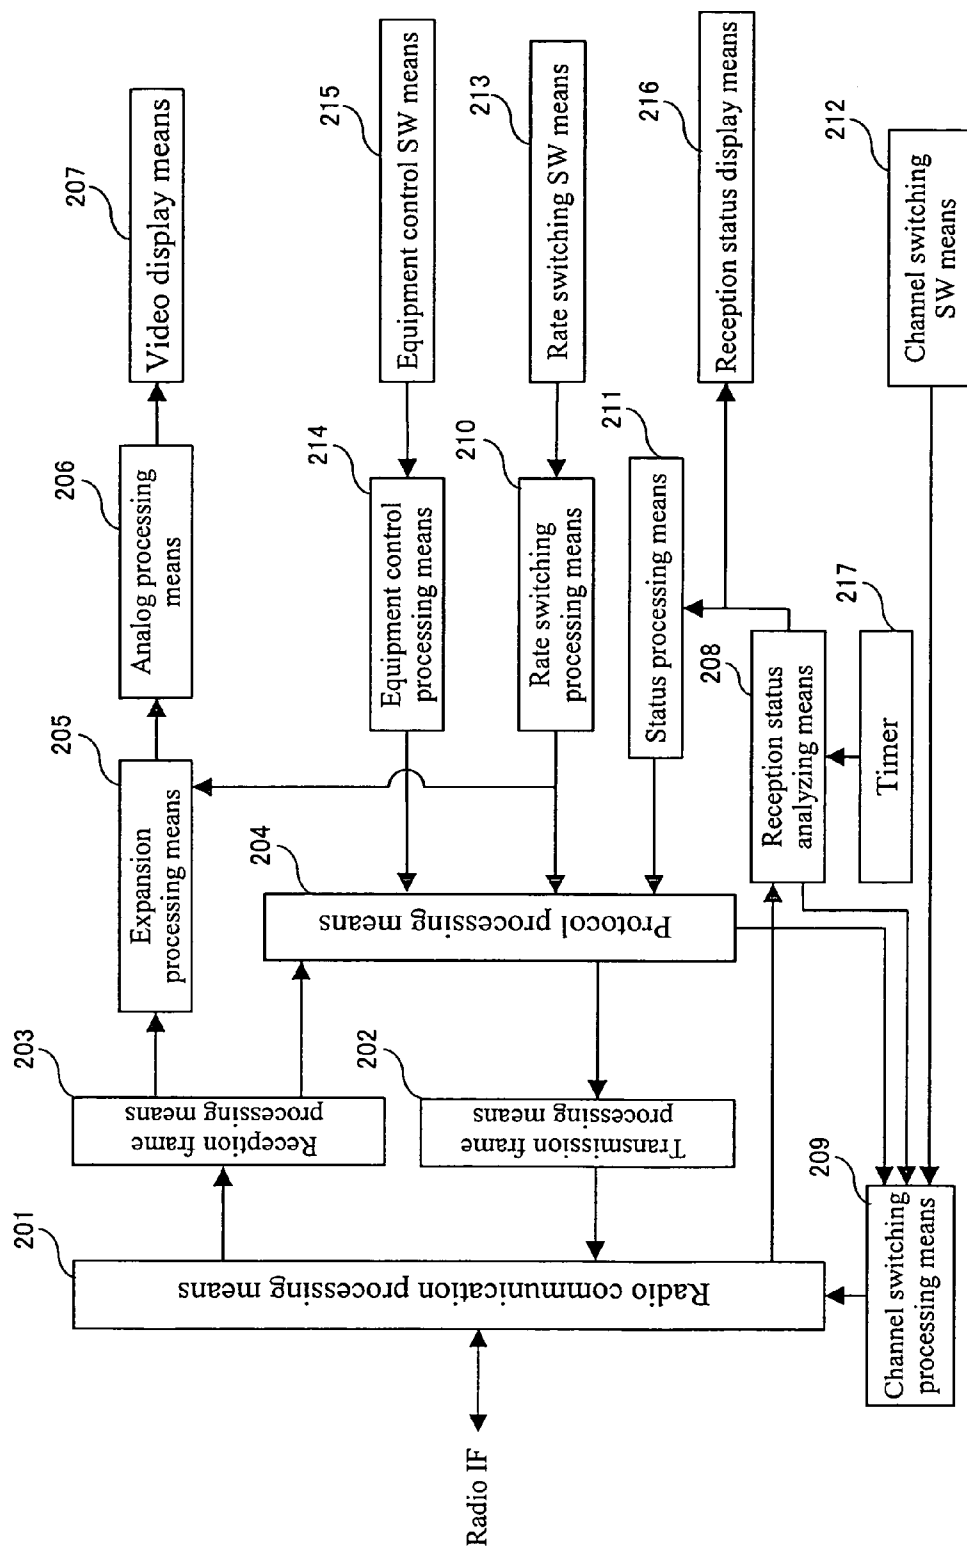 Radio IF
201
Radio communication processing means
203
Reception frame
processing means
202
Transmission frame
processing means
209
Channel switching
processing means
204
Protocol processing means
205
Expansion
processing means
206
Analog processing
means
207
Video display means
214
Equipment control
processing means
215
Equipment control SW means
210
Rate switching
processing means
213
Rate switching SW means
211
Status processing means
208
Reception status
analyzing means
216
Reception status display means
217
Timer
212
Channel switching
SW means